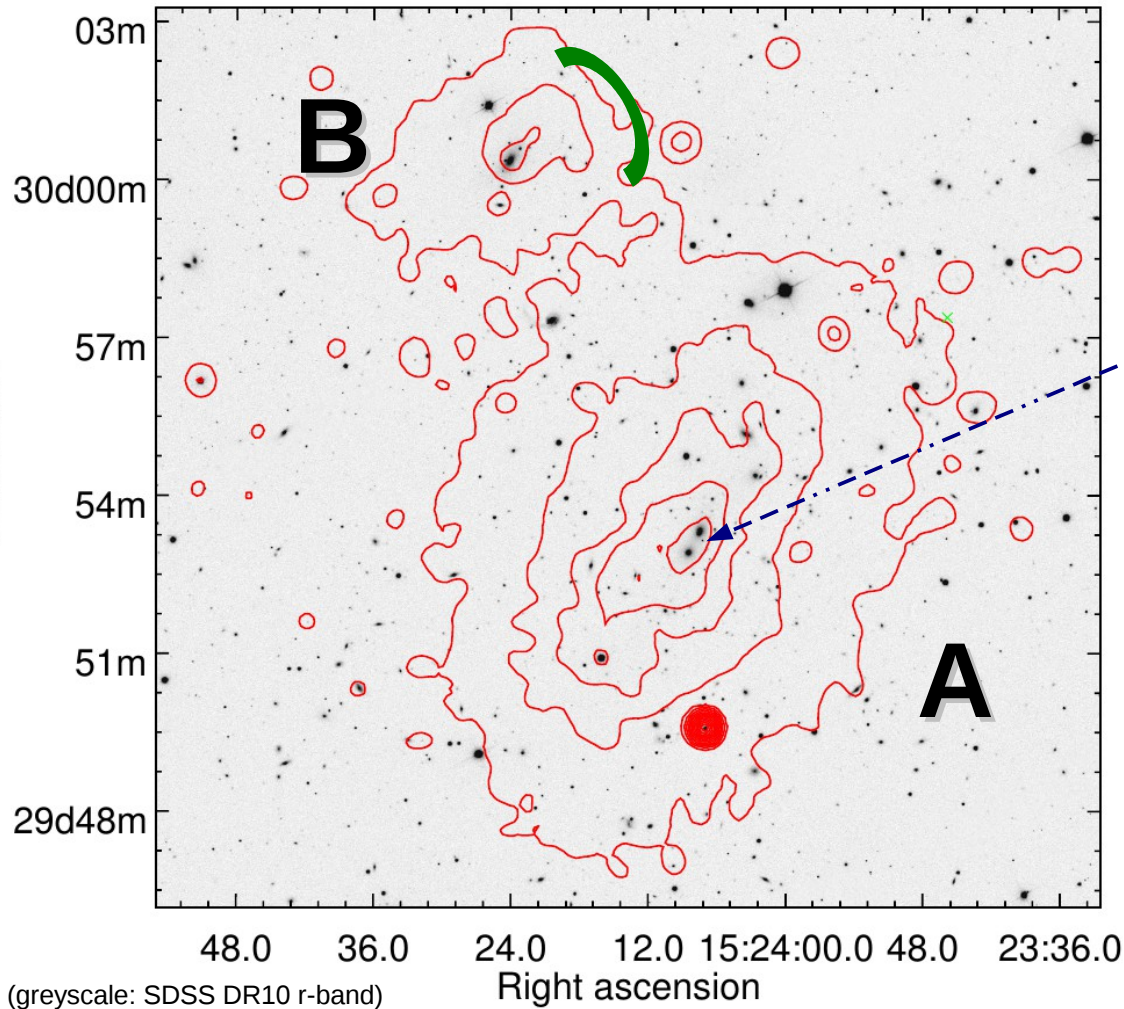 03m
B
30d00m
57m
54m
51m
A
29d48m
48.0 36.0 24.0 12.0 15:24:00.0 48.0 23:36.0
Right ascension
(greyscale: SDSS DR10 r-band)